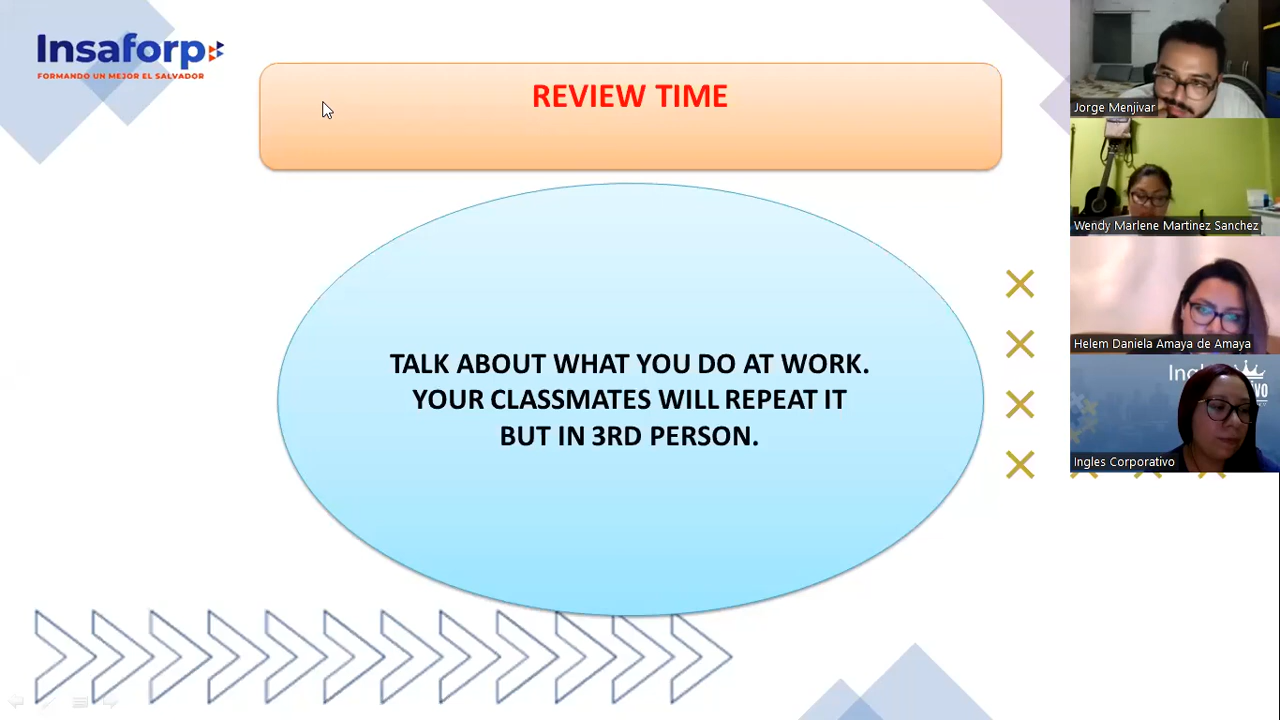 Insaforp
FORMANDO UN MEJOR EL SALVADOR
REVIEW TIME
TALK ABOUT WHAT YOU DO AT WORK.
YOUR CLASSMATES WILL REPEAT IT
BUT IN 3RD PERSON.
Jorge Menjivar
Wendy Marlene Martinez Sanchez
Helem Daniela Amaya de Amaya
Ingles Corporativo